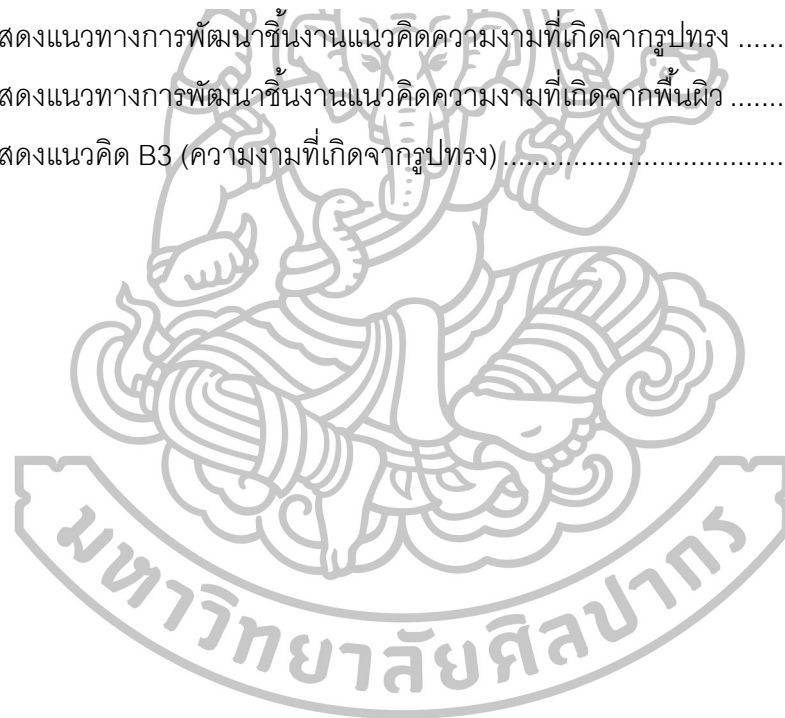 สดงแนวทางการพัฒนาชิ้นงานแนวคิดความงามที่เกิดจากรูปทรง ......
สดงแนวทางการพัฒนาชิ้นงานแนวคิดความงามที่เกิดจากพื้นผิว .......
สดงแนวคิด B3 (ความงามที่เกิดจากรูปทรง) ..................................
มหาวิทยาลัยศิลปากร